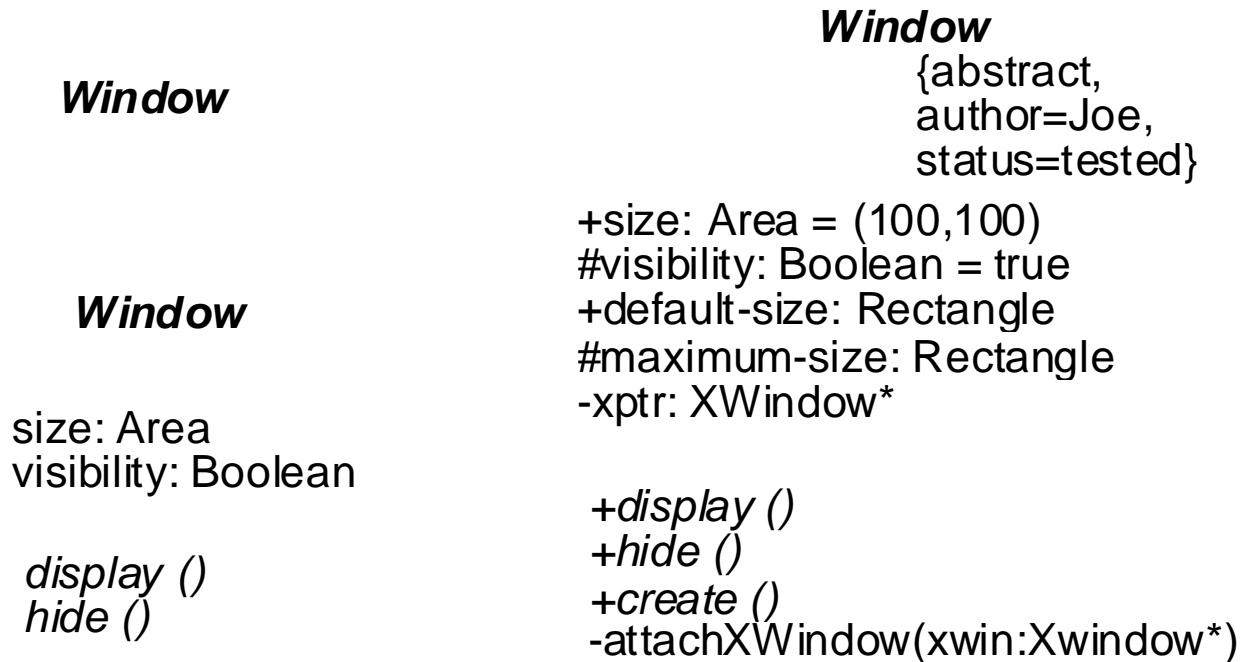 Window
Window
size: Area
visibility: Boolean
display ()
hide ()
Window
{abstract,
author=Joe,
status=tested}
+size: Area = (100,100)
#visibility: Boolean = true
+default-size: Rectangle
#maximum-size: Rectangle
-xptr: XWindow*
+display ()
+hide ()
+create ()
-attachXWindow(xwin:Xwindow*)